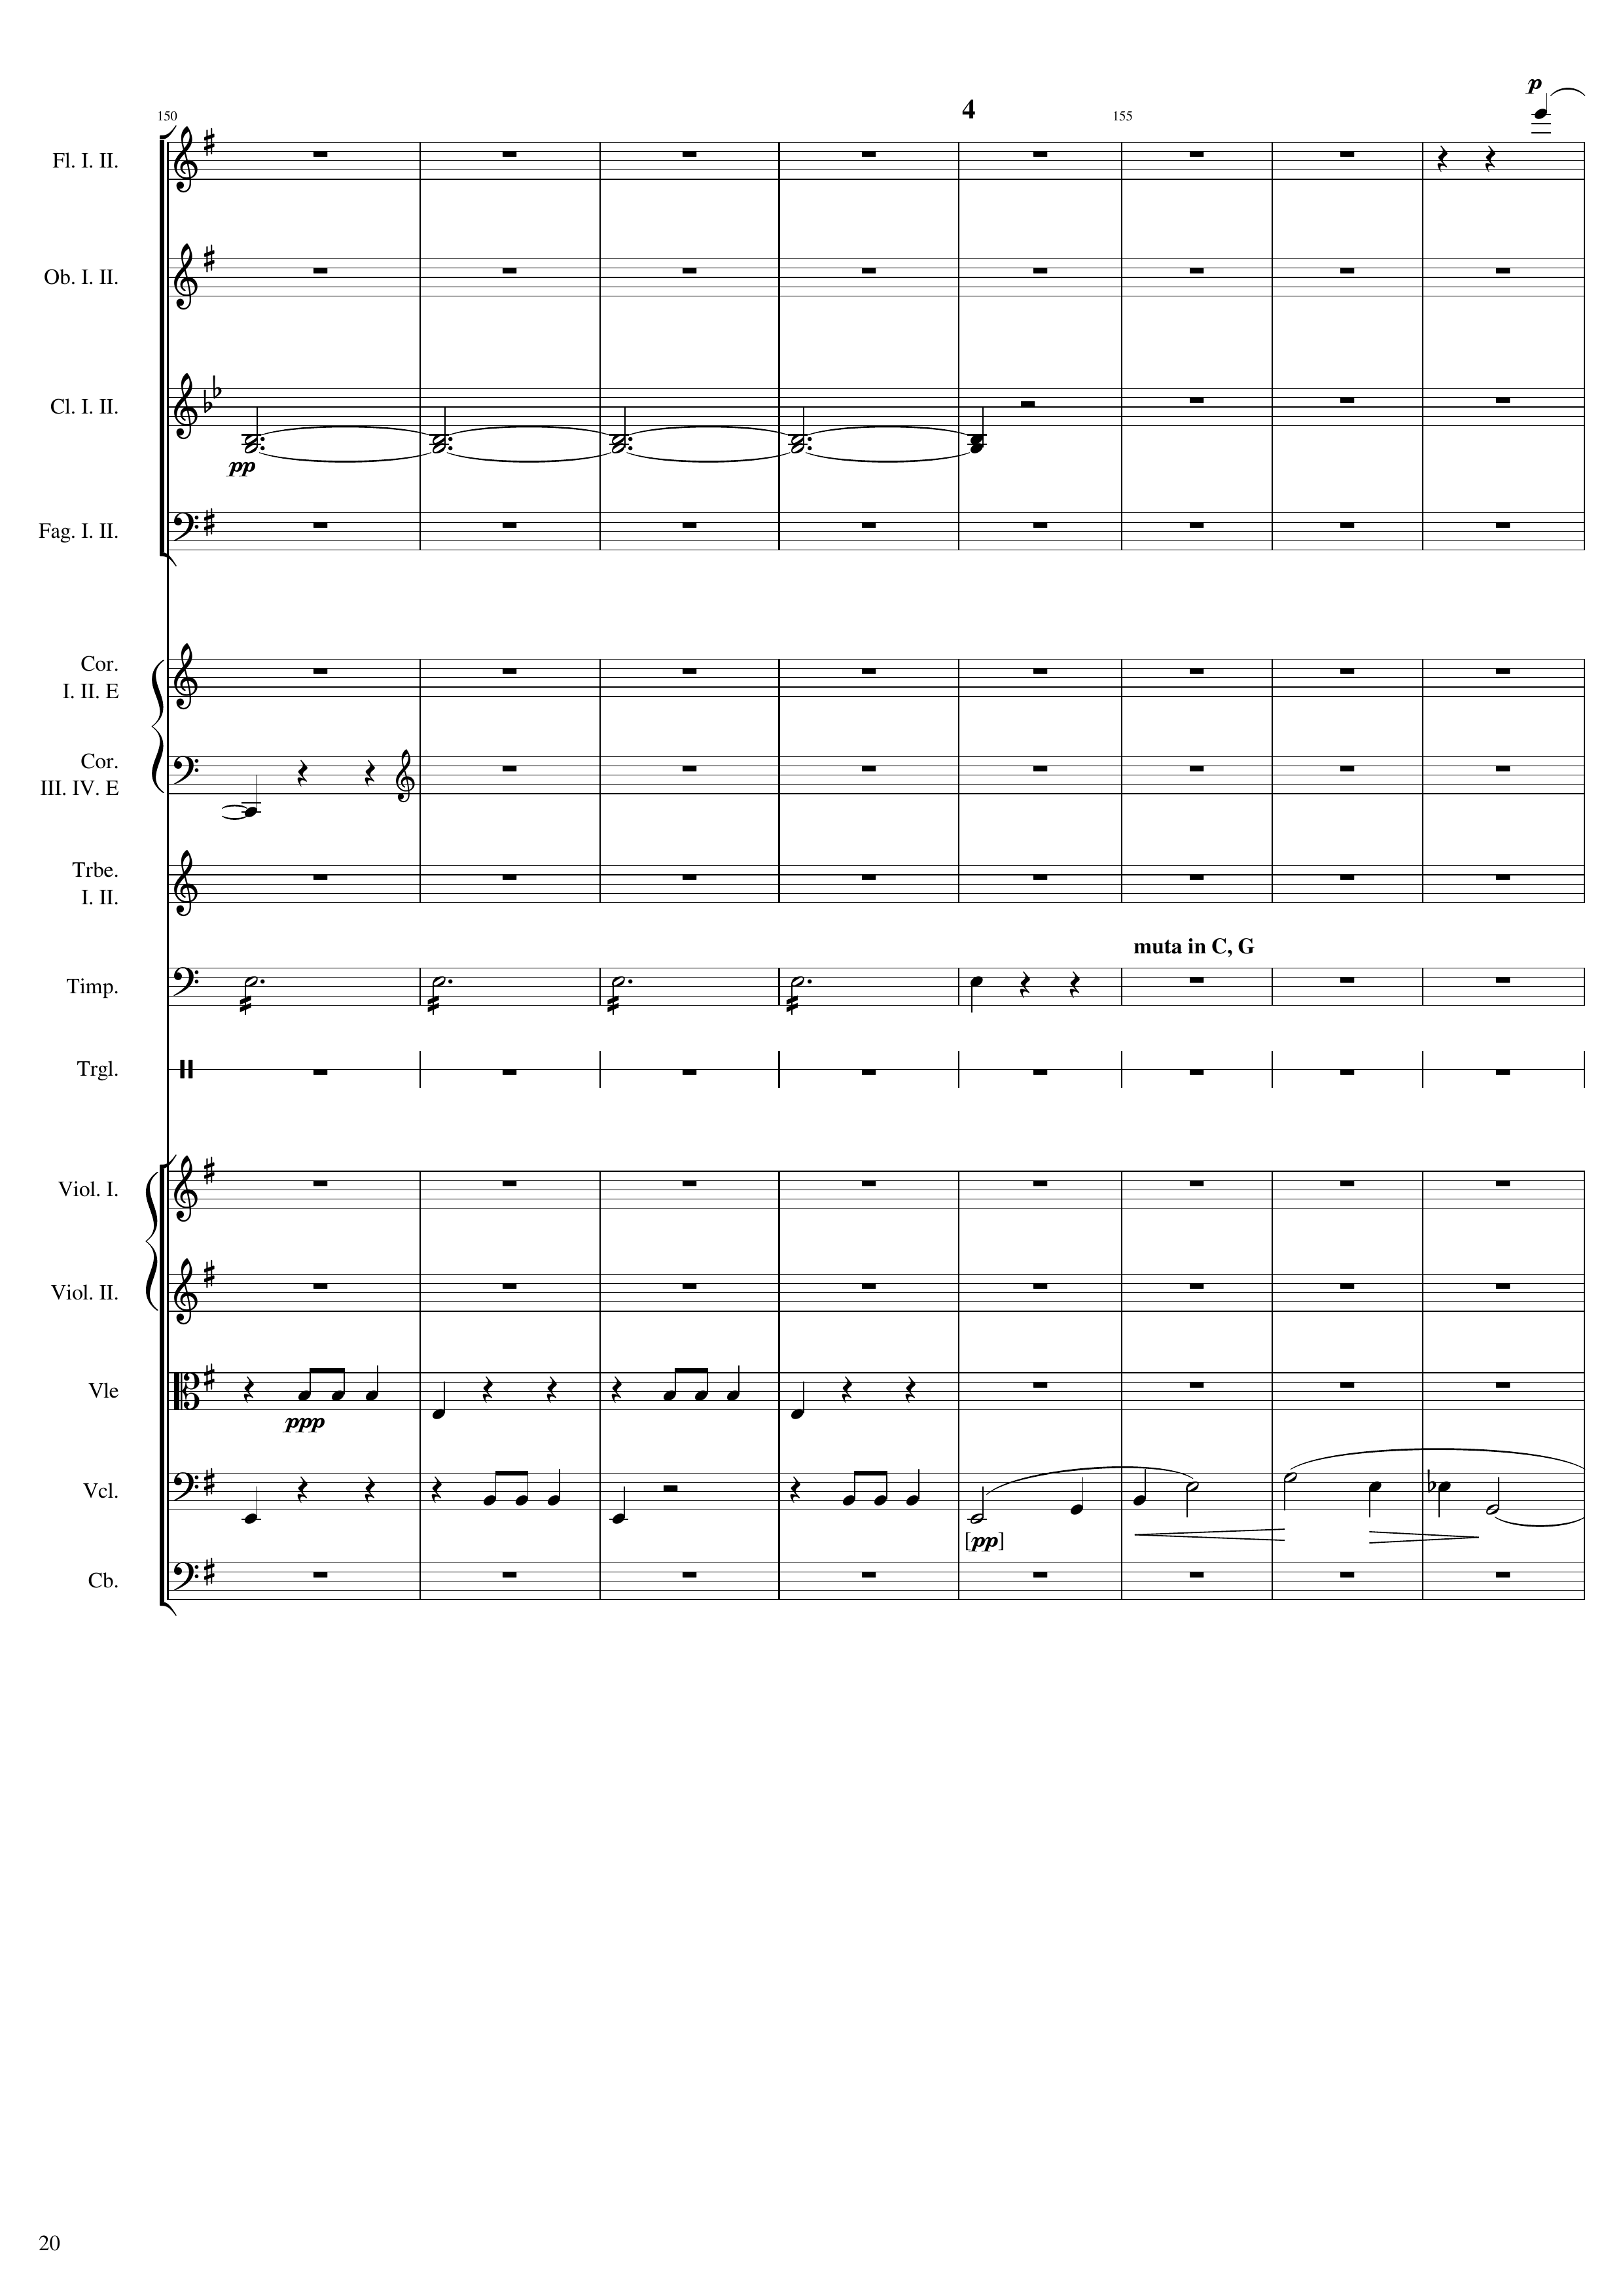 p
4
150
155
Fl. I. II.
Ob. I. II.
Cl. I. II.
pp
Fag. I. II.
Cor.
I. II. E
Cor.
III. IV. E
Trbe.
I. II.
muta in C, G
Timp.
Trgl.
Viol. I.
Viol. II.
Vle
ppp
Vcl.
[pp]
Cb.
20